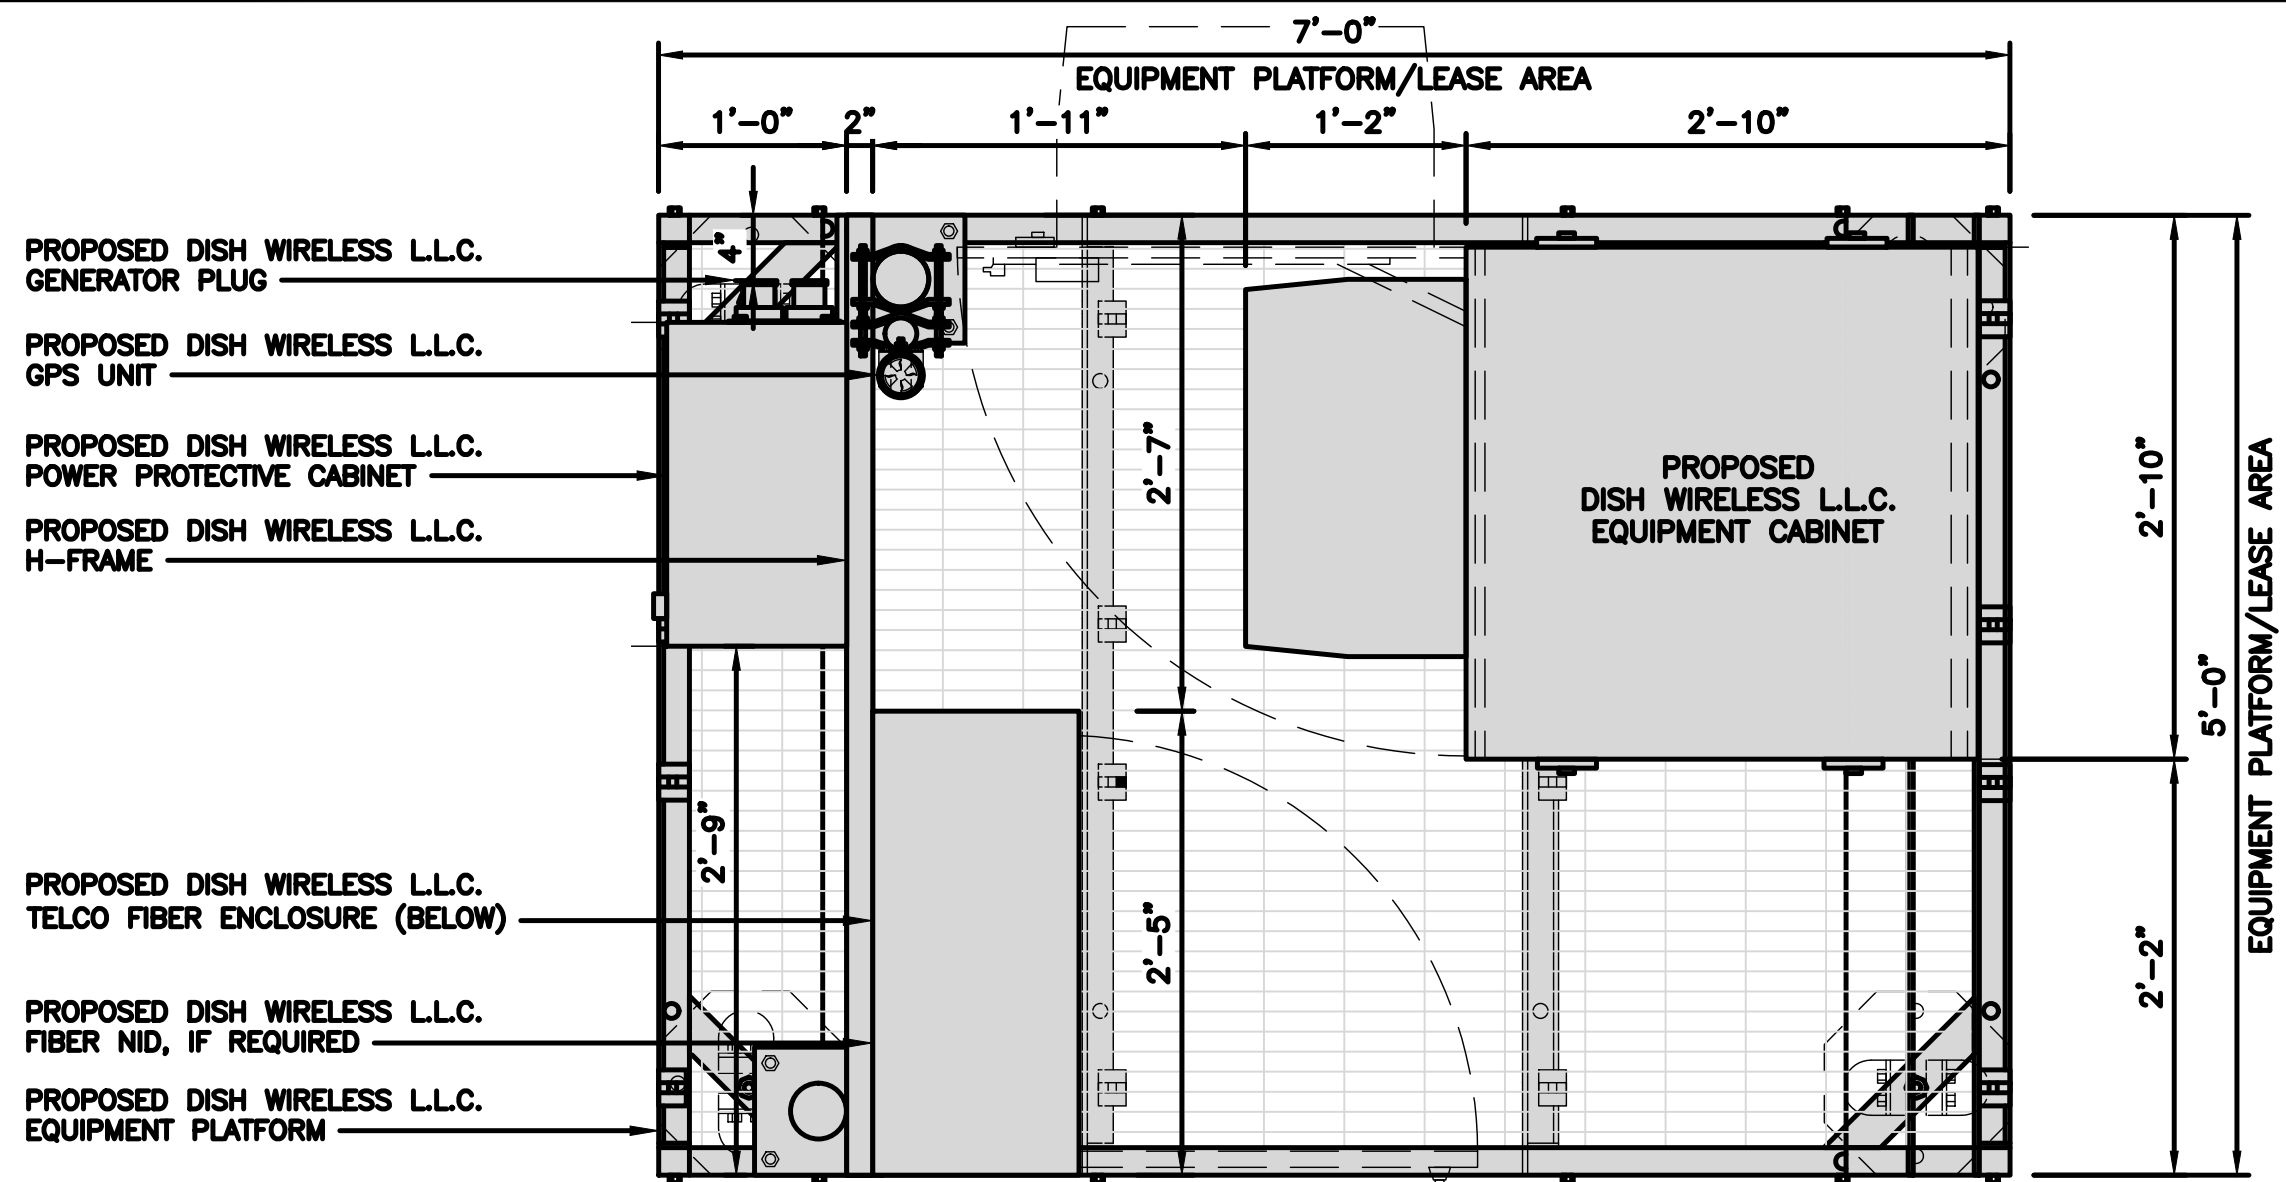 7'-0"
EQUIPMENT PLATFORM/LEASE AREA
1'-0" 2" 1'-11" 1'-2" 2'-10"
4"
PROPOSED DISH WIRELESS L.L.C.
GENERATOR PLUG
PROPOSED DISH WIRELESS L.L.C.
GPS UNIT
PROPOSED DISH WIRELESS L.L.C.
POWER PROTECTIVE CABINET
PROPOSED DISH WIRELESS L.L.C.
H-FRAME
2'-7"
PROPOSED
DISH WIRELESS L.L.C.
EQUIPMENT CABINET
2'-10"
5'-0"
EQUIPMENT PLATFORM/LEASE AREA
2'-9"
PROPOSED DISH WIRELESS L.L.C.
TELCO FIBER ENCLOSURE (BELOW)
2'-5"
2'-2"
PROPOSED DISH WIRELESS L.L.C.
FIBER NID, IF REQUIRED
PROPOSED DISH WIRELESS L.L.C.
EQUIPMENT PLATFORM